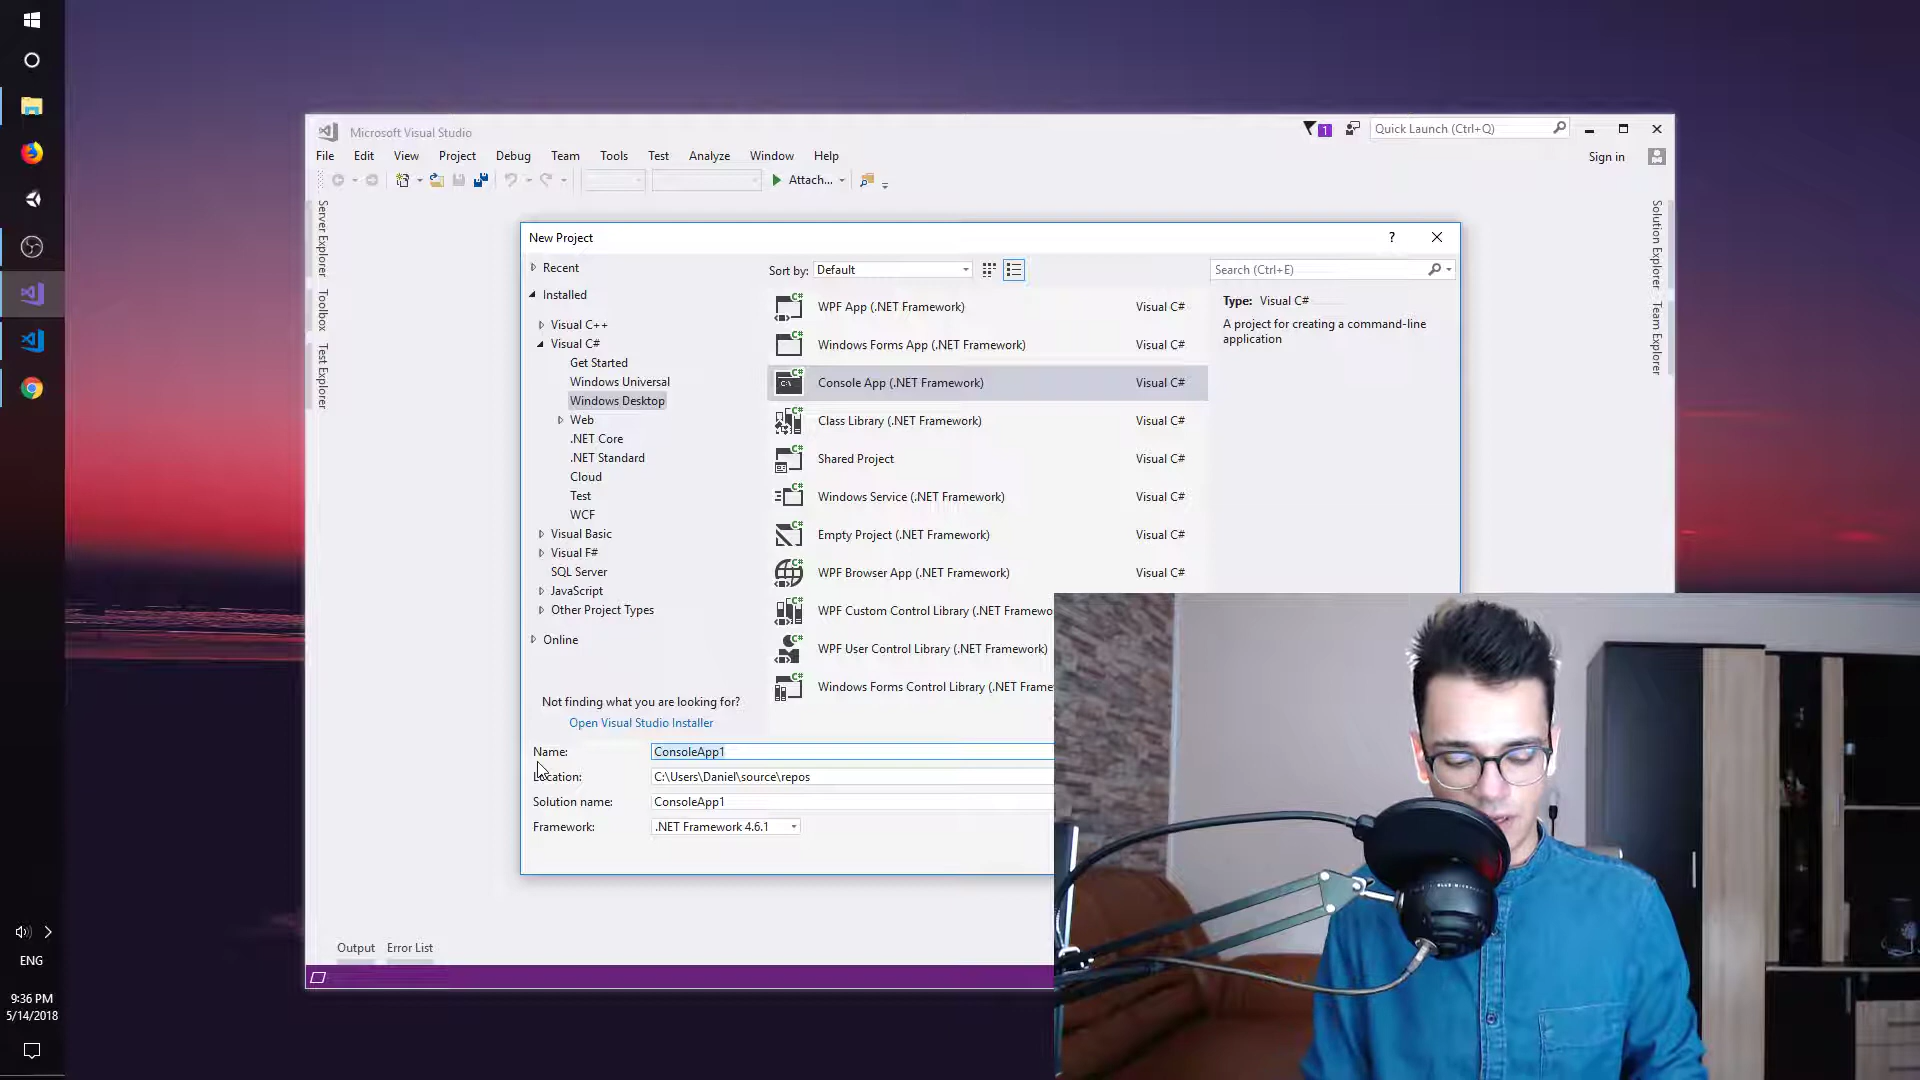 Microsoft Visual Studio
1
Quick Launch (Ctrl+Q)
File Edit View Project Debug Team Tools Test Analyze Window Help
Sign in
Attach...
Server Explorer
Toolbox
Test Explorer
Solution Explorer
Team Explorer
New Project
?
Recent
Sort by: Default
Search (Ctrl+E)
Installed
Visual C++
Visual C#
Get Started
Windows Universal
Windows Desktop
Web
.NET Core
.NET Standard
Cloud
Test
WCF
Visual Basic
Visual F#
SQL Server
JavaScript
Other Project Types
Online
WPF App (.NET Framework) Visual C#
Windows Forms App (.NET Framework) Visual C#
Console App (.NET Framework) Visual C#
Class Library (.NET Framework) Visual C#
Shared Project Visual C#
Windows Service (.NET Framework) Visual C#
Empty Project (.NET Framework) Visual C#
WPF Browser App (.NET Framework) Visual C#
WPF Custom Control Library (.NET Framewo
WPF User Control Library (.NET Framework)
Windows Forms Control Library (.NET Frame
Type: Visual C#
A project for creating a command-line
application
Not finding what you are looking for?
Open Visual Studio Installer
Name: ConsoleApp1
Location: C:\Users\Daniel\source\repos
Solution name: ConsoleApp1
Framework: .NET Framework 4.6.1
Output Error List
ENG
9:36 PM
5/14/2018